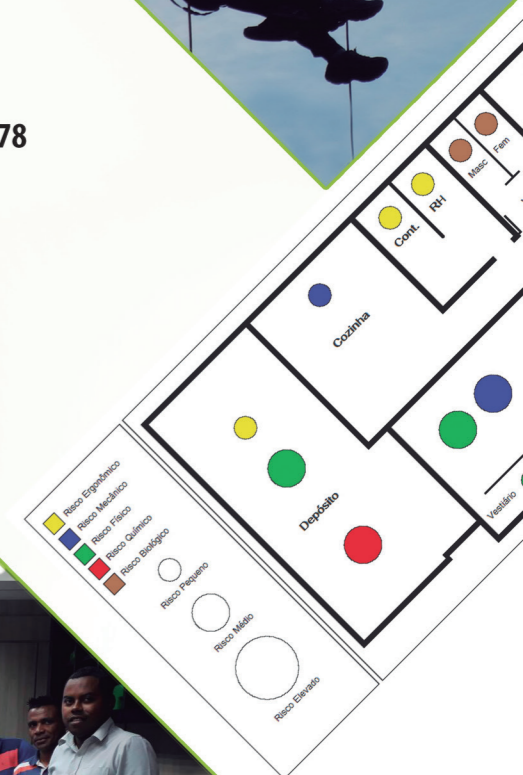 78
Fem
Masc
RH
Cont.
Cozinha
Depósito
Vestiário
Risco Ergonômico
Risco Mecânico
Risco Físico
Risco Químico
Risco Biológico
Risco Pequeno
Risco Médio
Risco Elevado